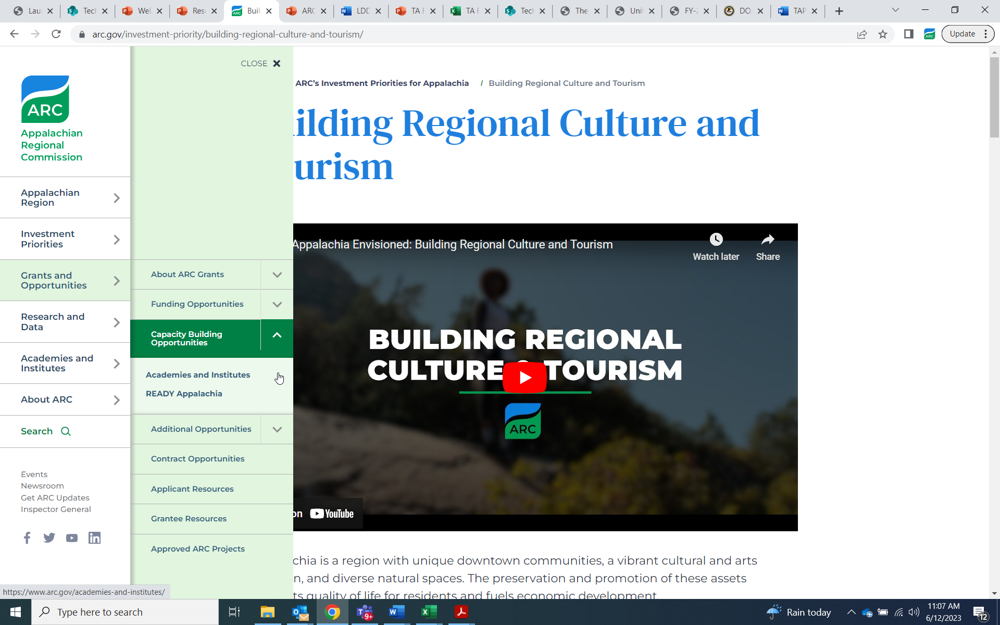 Lau
Tech
Web
Res
Buil
ARC
LDD
TA F
TA F
Tech
The
Unit
FY-2
DO.
TAP
arc.gov/investment-priority/building-regional-culture-and-tourism/
Update
ARC
Appalachian
Regional
Commission
Appalachian
Region
Investment
Priorities
Grants and
Opportunities
Research and
Data
Academies and
Institutes
About ARC
Search
Events
Newsroom
Get ARC Updates
Inspector General
CLOSE
About ARC Grants
Funding Opportunities
Capacity Building
Opportunities
Academies and Institutes
READY Appalachia
Additional Opportunities
Contract Opportunities
Applicant Resources
Grantee Resources
Approved ARC Projects
ARC's Investment Priorities for Appalachia / Building Regional Culture and Tourism
ilding Regional Culture and
urism
Appalachia Envisioned: Building Regional Culture and Tourism
Watch later
Share
BUILDING REGIONAL
CULTURE & TOURISM
ARC
on YouTube
chia is a region with unique downtown communities, a vibrant cultural and arts
n, and diverse natural spaces. The preservation and promotion of these assets
ts quality of life for residents and fuels economic development
https://www.arc.gov/academies-and-institutes/
Type here to search
9+
Rain today
11:07 AM
6/12/2023
12